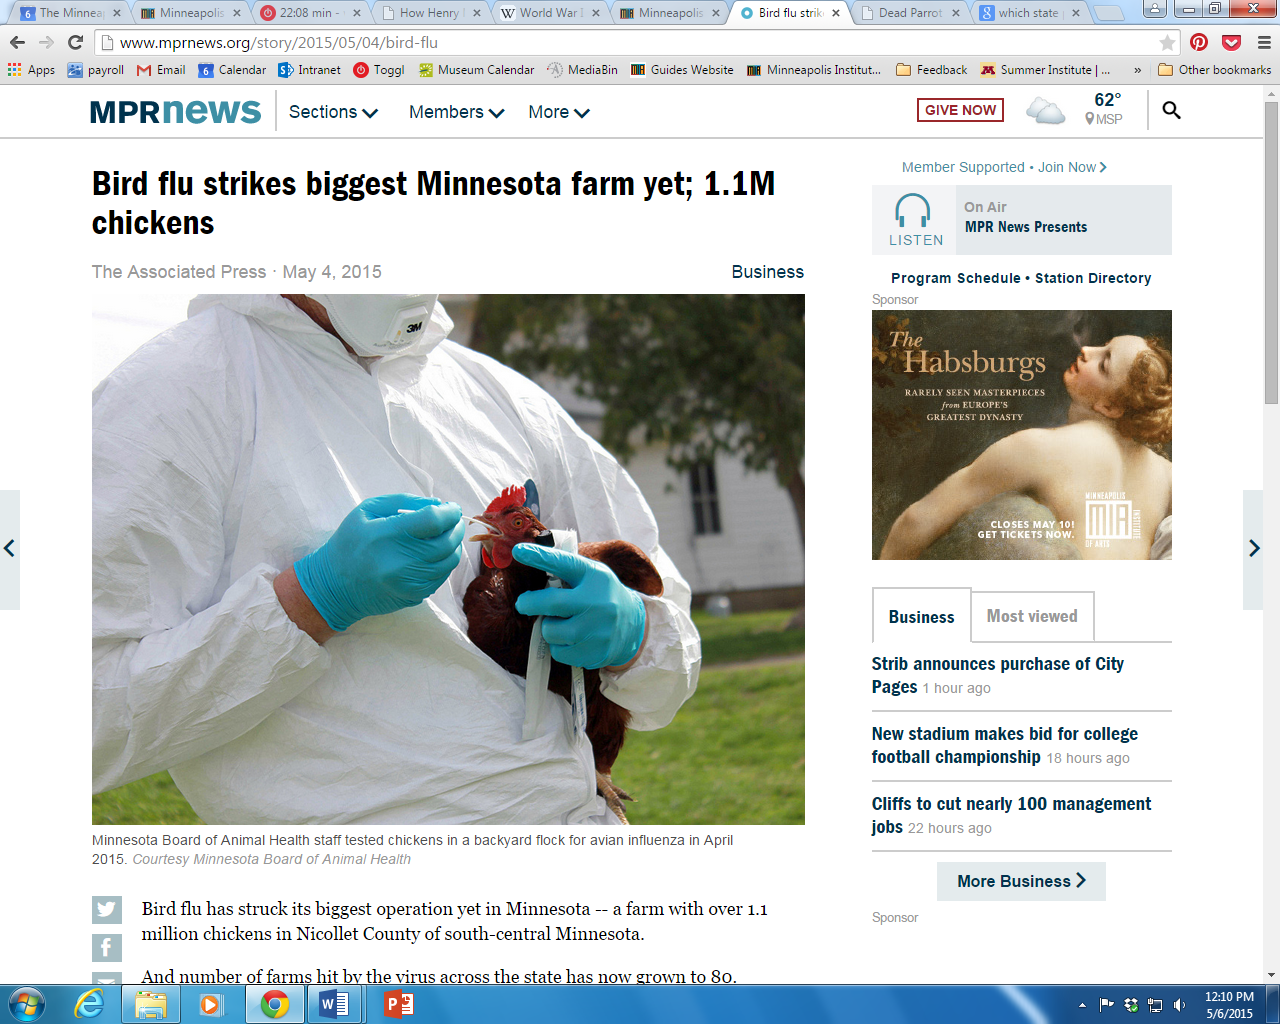 The Minnea
Minneapolis
22:08 min -
How Henry
World War I
Minneapolis
Bird flu strik
Dead Parrot
which state
www.mprnews.org/story/2015/05/04/bird-flu
Apps
payroll
Email
6
Calendar
Intranet
Toggl
Museum Calendar
MediaBin
Guides Website
Minneapolis Institut...
Feedback
Summer Institute | ...
»
Other bookmarks
MPRnews
Sections
Members
More
GIVE NOW
62°
MSP
Bird flu strikes biggest Minnesota farm yet; 1.1M
chickens
The Associated Press · May 4, 2015
Business
3M
Minnesota Board of Animal Health staff tested chickens in a backyard flock for avian influenza in April
2015. Courtesy Minnesota Board of Animal Health
Bird flu has struck its biggest operation yet in Minnesota -- a farm with over 1.1
million chickens in Nicollet County of south-central Minnesota.
And number of farms hit by the virus across the state has now grown to 80.
Member Supported • Join Now
LISTEN
On Air
MPR News Presents
Program Schedule • Station Directory
Sponsor
The
Habsburgs
RARELY SEEN MASTERPIECES
from EUROPE'S
GREATEST DYNASTY
CLOSES MAY 10!
GET TICKETS NOW.
MINNEAPOLIS
MIA
INSTITUTE
OF ARTS
Business
Most viewed
Strib announces purchase of City
Pages 1 hour ago
New stadium makes bid for college
football championship 18 hours ago
Cliffs to cut nearly 100 management
jobs 22 hours ago
More Business
Sponsor
12:10 PM
5/6/2015